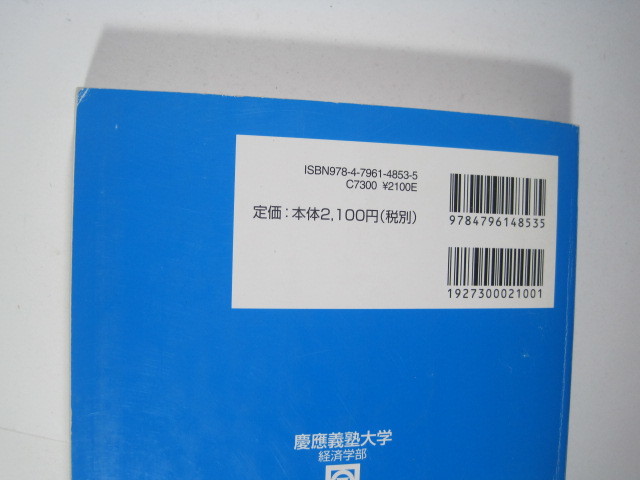 ISBN978-4-7961-4853-5
C7300 ¥2100E
定価：本体2,100円(税別)
9784796148535
1927300021001
慶應義塾大学
経済学部